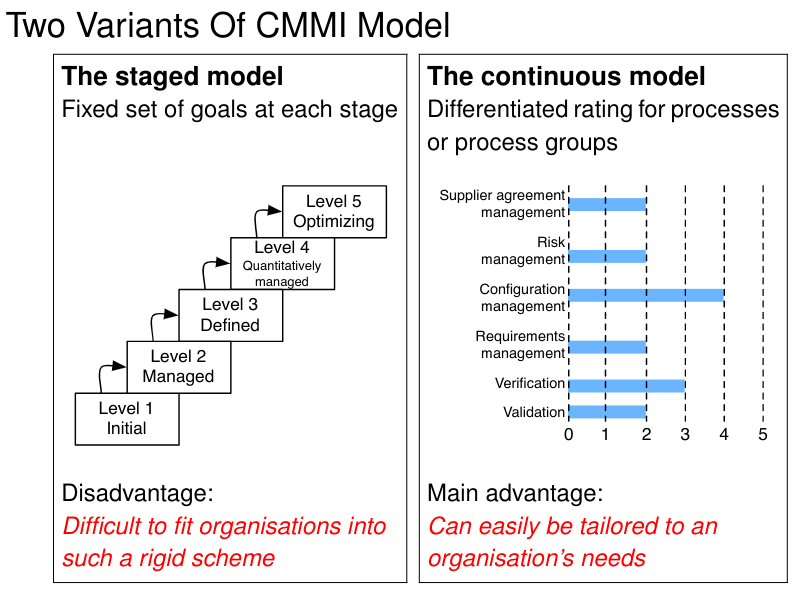 Two Variants Of CMMI Model
The staged model
Fixed set of goals at each stage
Level 5
Optimizing
Level 4
Quantitatively
managed
Level 3
Defined
Level 2
Managed
Level 1
Initial
Disadvantage:
Difficult to fit organisations into
such a rigid scheme
The continuous model
Differentiated rating for processes
or process groups
Supplier agreement
management
Risk
management
Configuration
management
Requirements
management
Verification
Validation
0 1 2 3 4 5
Main advantage:
Can easily be tailored to an
organisation's needs